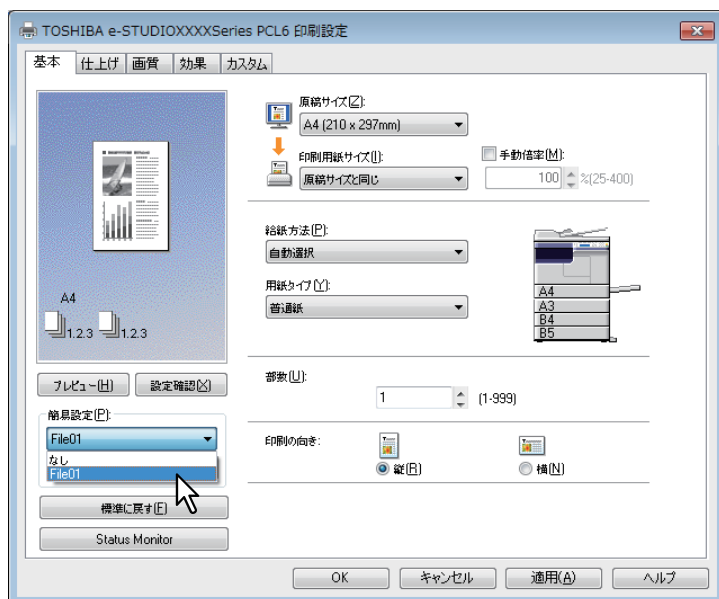 TOSHIBA e-STUDIOXXXXSeries PCL6 印刷設定
基本 仕上げ 画質 効果 カスタム
A4
1.2.3 1.2.3
プレビュー(H) 設定確認(X)
簡易設定(P):
File01
なし
File01
標準に戻す(F)
Status Monitor
原稿サイズ(Z):
A4 (210 x 297mm)
印刷用紙サイズ(I):
原稿サイズと同じ
手動倍率(M):
100 %(25-400)
給紙方法(P):
自動選択
用紙タイプ(Y):
普通紙
A4
A3
B4
B5
部数(U):
1 (1-999)
印刷の向き:
縦(R) 横(N)
OK キャンセル 適用(A) ヘルプ